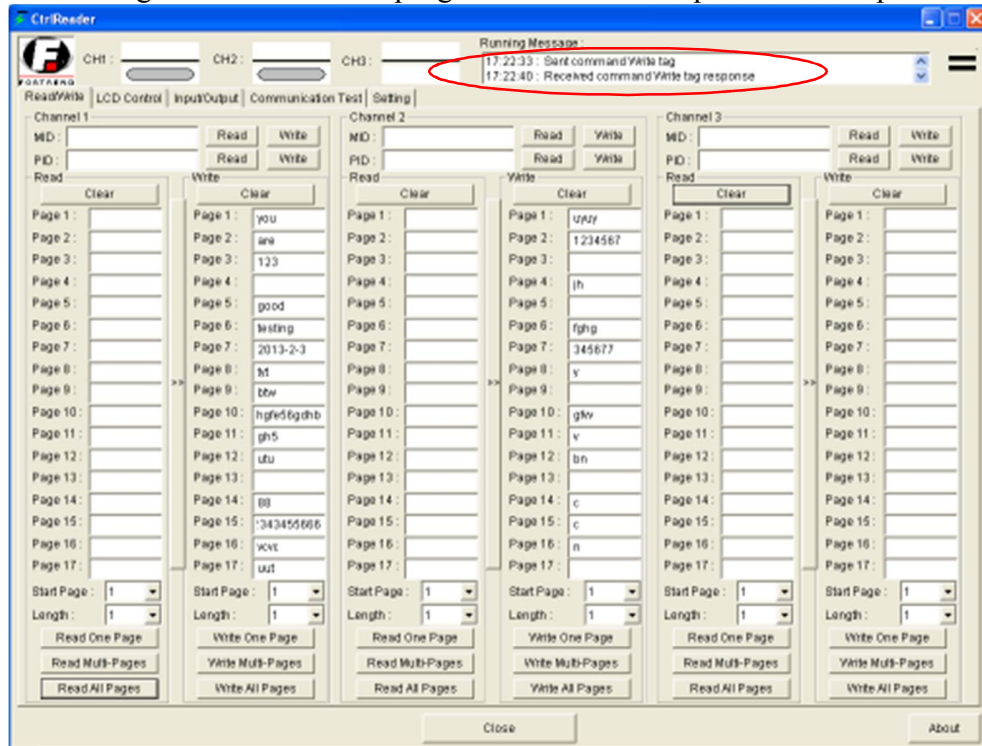 CtrlReader
Running Message :
CH1 : CH2 : CH3 :
17:22:33 : Sent command Write tag
17:22:40 : Received command Write tag response
Read/Write LCD Control Input/Output Communication Test Setting
Channel 1 Channel 2 Channel 3
MID : Read Write MID : Read Write MID : Read Write
PID : Read Write PID : Read Write PID : Read Write
Read Write Read Write Read Write
Clear Clear Clear Clear Clear Clear
Page 1 : Page 1 : you Page 1 : Page 1 : uyuy Page 1 : Page 1 :
Page 2 : Page 2 : are Page 2 : Page 2 : 1234567 Page 2 : Page 2 :
Page 3 : Page 3 : 123 Page 3 : Page 3 : Page 3 : Page 3 :
Page 4 : Page 4 : Page 4 : Page 4 : jh Page 4 : Page 4 :
Page 5 : Page 5 : good Page 5 : Page 5 : Page 5 : Page 5 :
Page 6 : Page 6 : testing Page 6 : Page 6 : fghg Page 6 : Page 6 :
Page 7 : Page 7 : 2013-2-3 Page 7 : Page 7 : 345677 Page 7 : Page 7 :
Page 8 : Page 8 : Page 8 : Page 8 : v Page 8 : Page 8 :
>> >> >>
Page 9 : Page 9 : btw Page 9 : Page 9 : Page 9 : Page 9 :
Page 10 : Page 10 : hgfe56gdhb Page 10 : Page 10 : Page 10 : Page 10 :
Page 11 : Page 11 : gh5 Page 11 : Page 11 : v Page 11 : Page 11 :
Page 12 : Page 12 : utu Page 12 : Page 12 : bn Page 12 : Page 12 :
Page 13 : Page 13 : Page 13 : Page 13 : Page 13 : Page 13 :
Page 14 : Page 14 : 88 Page 14 : Page 14 : c Page 14 : Page 14 :
Page 15 : Page 15 : 343455666 Page 15 : Page 15 : c Page 15 : Page 15 :
Page 16 : Page 16 : vcvc Page 16 : Page 16 : n Page 16 : Page 16 :
Page 17 : Page 17 : uut Page 17 : Page 17 : Page 17 : Page 17 :
Start Page : 1 Start Page : 1 Start Page : 1 Start Page : 1 Start Page : 1 Start Page : 1
Length : 1 Length : 1 Length : 1 Length : 1 Length : 1 Length : 1
Read One Page Write One Page Read One Page Write One Page Read One Page Write One Page
Read Multi-Pages Write Multi-Pages Read Multi-Pages Write Multi-Pages Read Multi-Pages Write Multi-Pages
Read All Pages Write All Pages Read All Pages Write All Pages Read All Pages Write All Pages
Close About